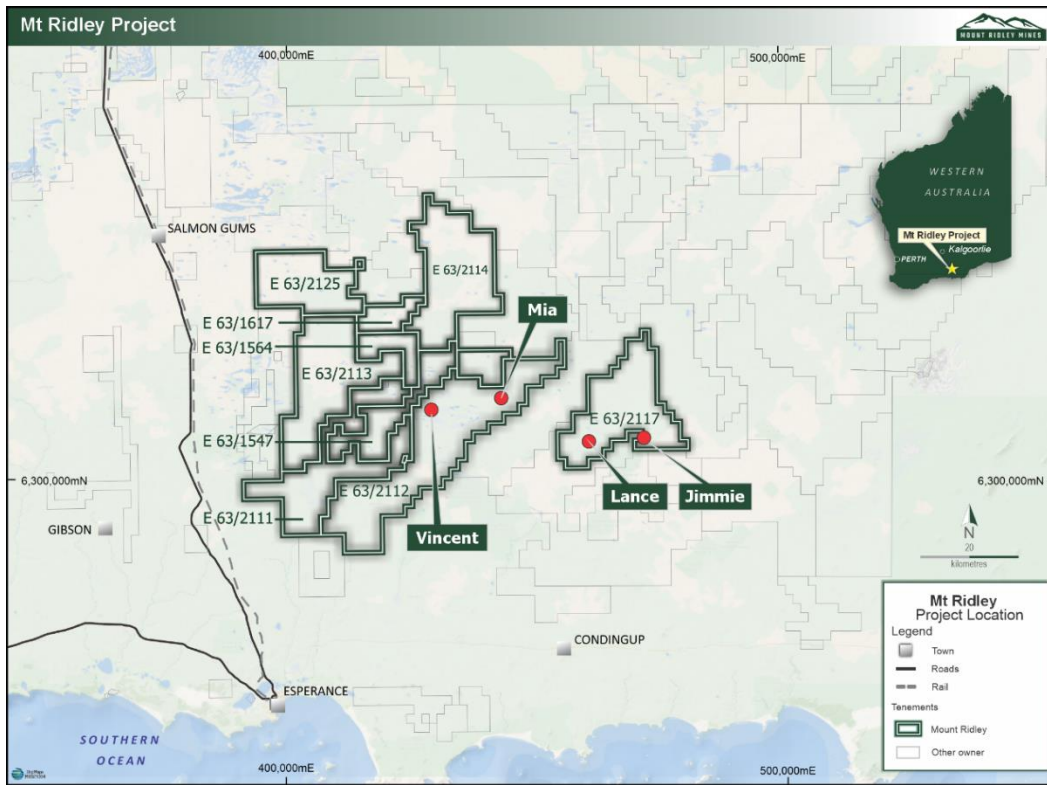 Mt Ridley Project
MOUNT RIDLEY MINES
400,000mE
500,000mE
WESTERN
AUSTRALIA
Mt Ridley Project
Kalgoorlie
PERTH
SALMON GUMS
E 63/2125
E 63/2114
E 63/1617
E 63/1564
E 63/2113
Mia
E 63/2117
E 63/1547
6,300,000mN
E 63/2112
6,300,000mN
Lance
Jimmie
E 63/2111
GIBSON
Vincent
N
20
kilometres
CONDINGUP
ESPERANCE
SOUTHERN
OCEAN
400,000mE
500,000mE
Mt Ridley
Project Location
Legend
Town
Roads
Rail
Tenements
Mount Ridley
Other owner